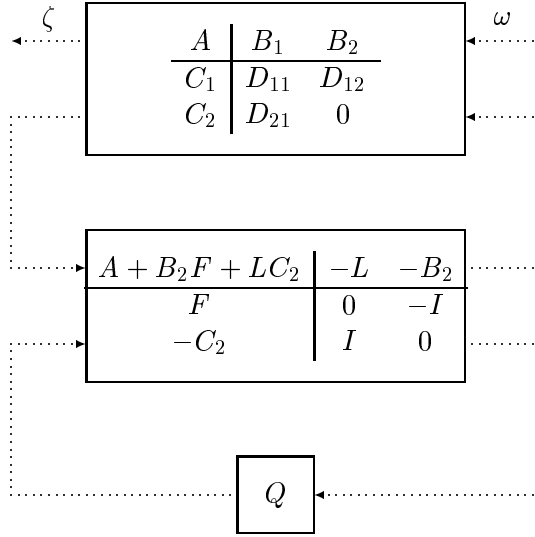 ζ ω
A B₁ B₂
C₁ D₁₁ D₁₂
C₂ D₂₁ 0
A + B₂F + LC₂ −L −B₂
F 0 −I
−C₂ I 0
Q